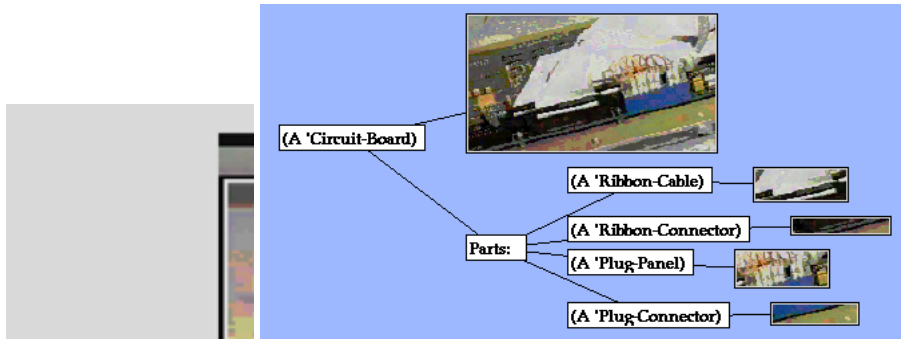 (A 'Circuit-Board)
(A 'Ribbon-Cable)
(A 'Ribbon-Connector)
Parts:
(A 'Plug-Panel)
(A 'Plug-Connector)